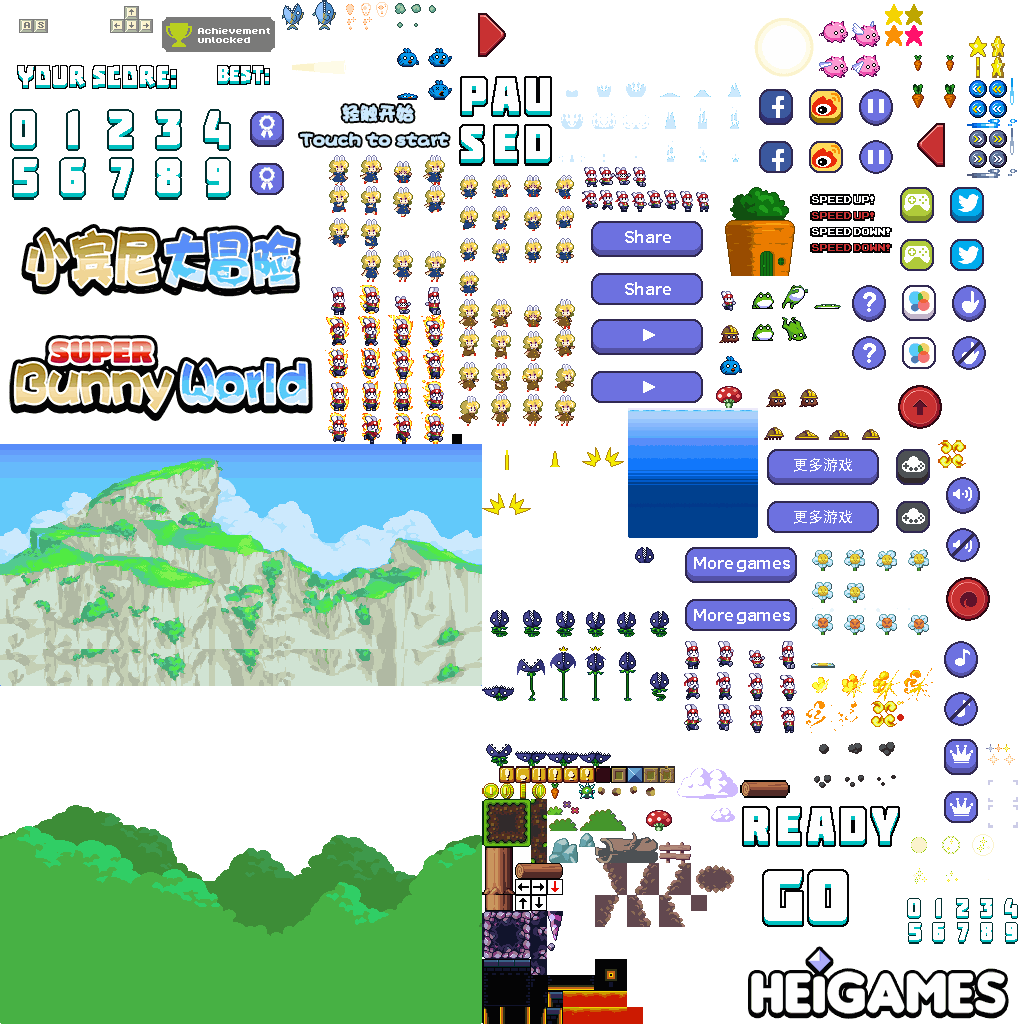 A S
Achievement
unlocked
YOUR SCORE:
BEST:
0 1 2 3 4
5 6 7 8 9
轻触开始
Touch to start
PAU
SED
小宾尼大冒险
SUPER
Bunny World
Share
Share
SPEED UP!
SPEED UP!
SPEED DOWN!
SPEED DOWN!
更多游戏
更多游戏
More games
More games
READY
GO
0 1 2 3 4
5 6 7 8 9
HEiGAMES